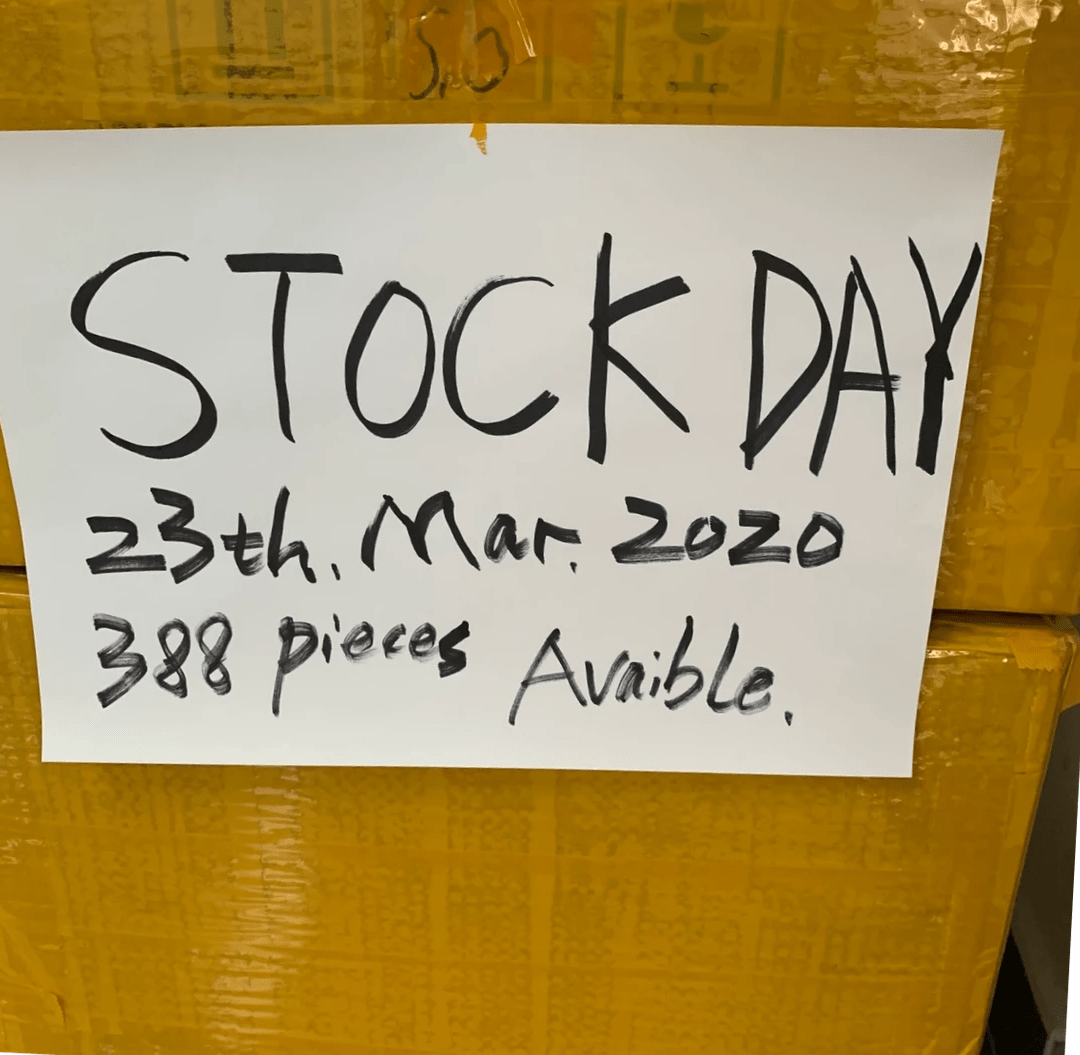 STOCK DAY
23th. Mar. 2020
388 pieces Avaible.